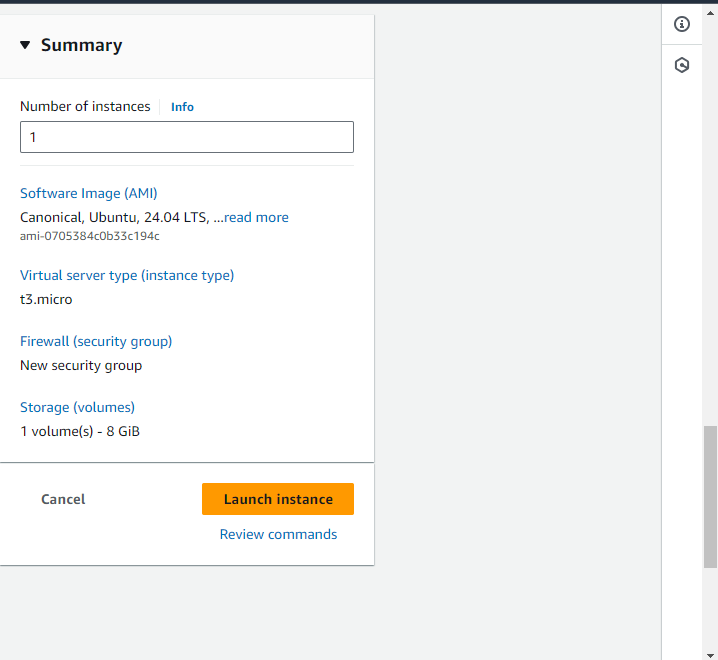 Summary
Number of instances Info
1
Software Image (AMI)
Canonical, Ubuntu, 24.04 LTS, ...read more
ami-0705384c0b33c194c
Virtual server type (instance type)
t3.micro
Firewall (security group)
New security group
Storage (volumes)
1 volume(s) - 8 GiB
Cancel Launch instance
Review commands